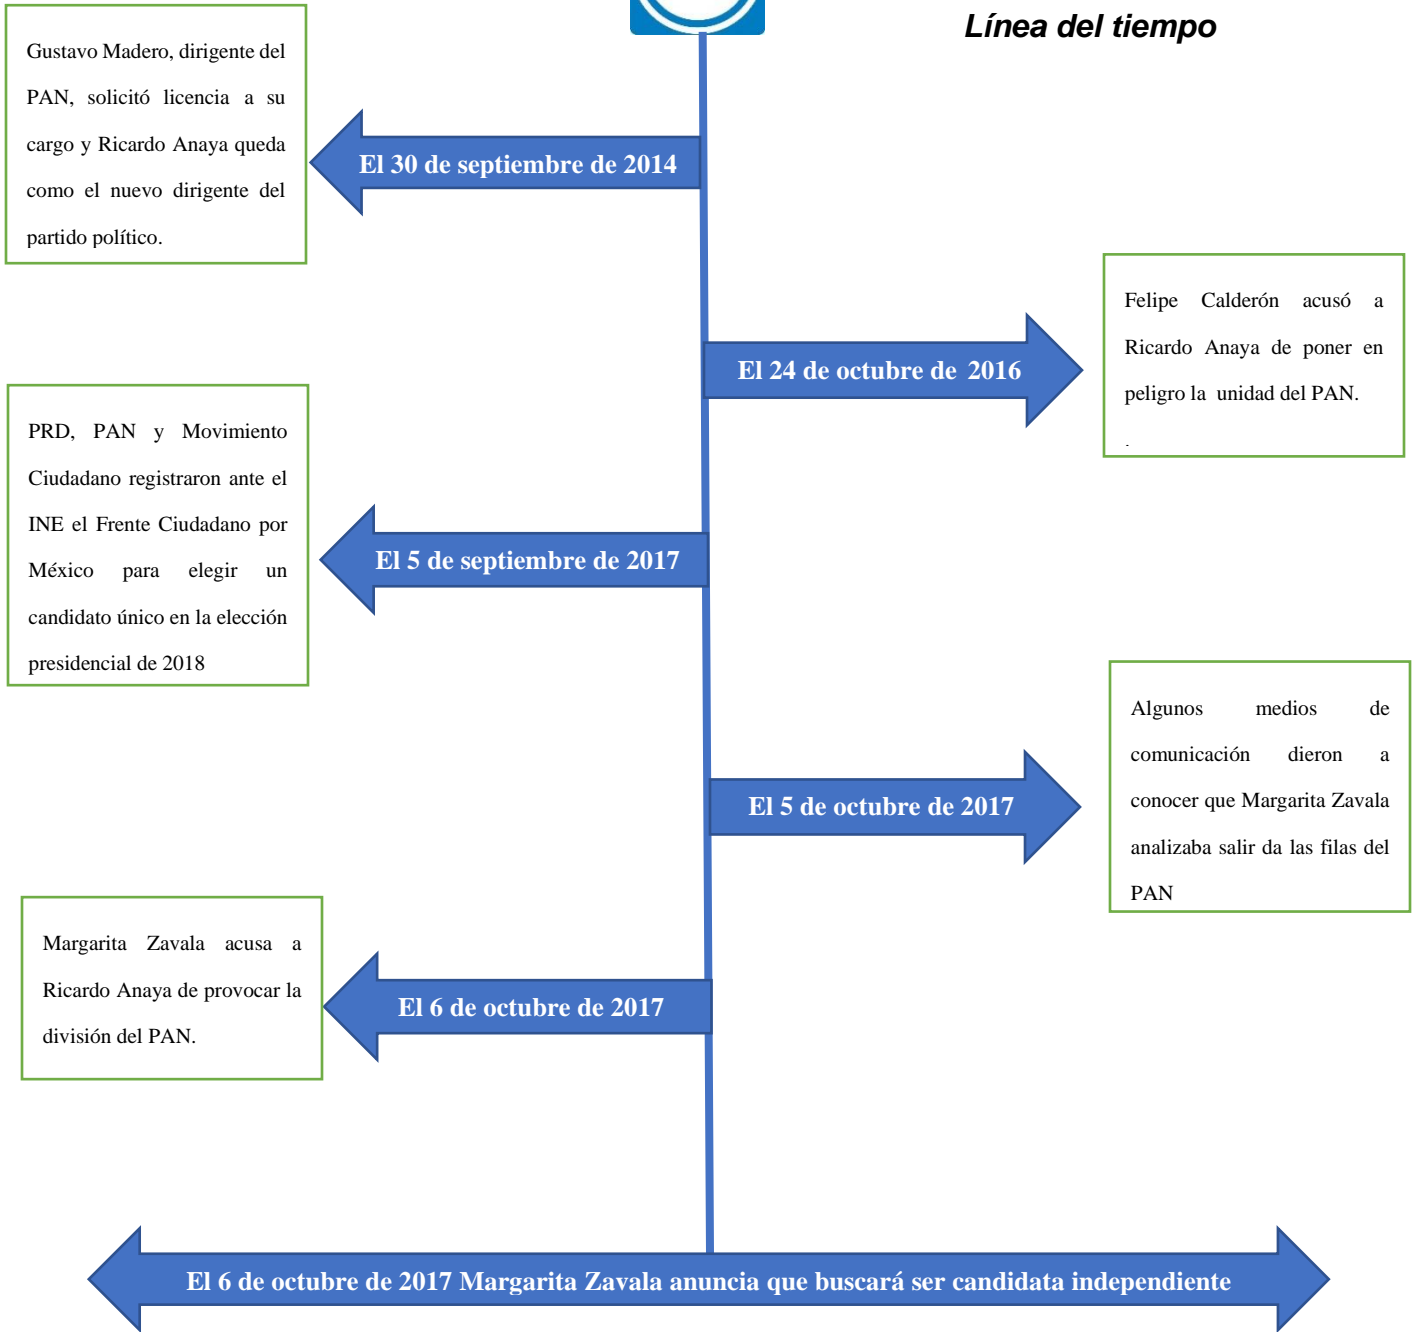 Línea del tiempo
Gustavo Madero, dirigente del
PAN, solicitó licencia a su
cargo y Ricardo Anaya queda
como el nuevo dirigente del
partido político.
El 30 de septiembre de 2014
El 24 de octubre de 2016
Felipe Calderón acusó a
Ricardo Anaya de poner en
peligro la unidad del PAN.
.
PRD, PAN y Movimiento
Ciudadano registraron ante el
INE el Frente Ciudadano por
México para elegir un
candidato único en la elección
presidencial de 2018
El 5 de septiembre de 2017
El 5 de octubre de 2017
Algunos medios de
comunicación dieron a
conocer que Margarita Zavala
analizaba salir da las filas del
PAN
Margarita Zavala acusa a
Ricardo Anaya de provocar la
división del PAN.
El 6 de octubre de 2017
El 6 de octubre de 2017 Margarita Zavala anuncia que buscará ser candidata independiente